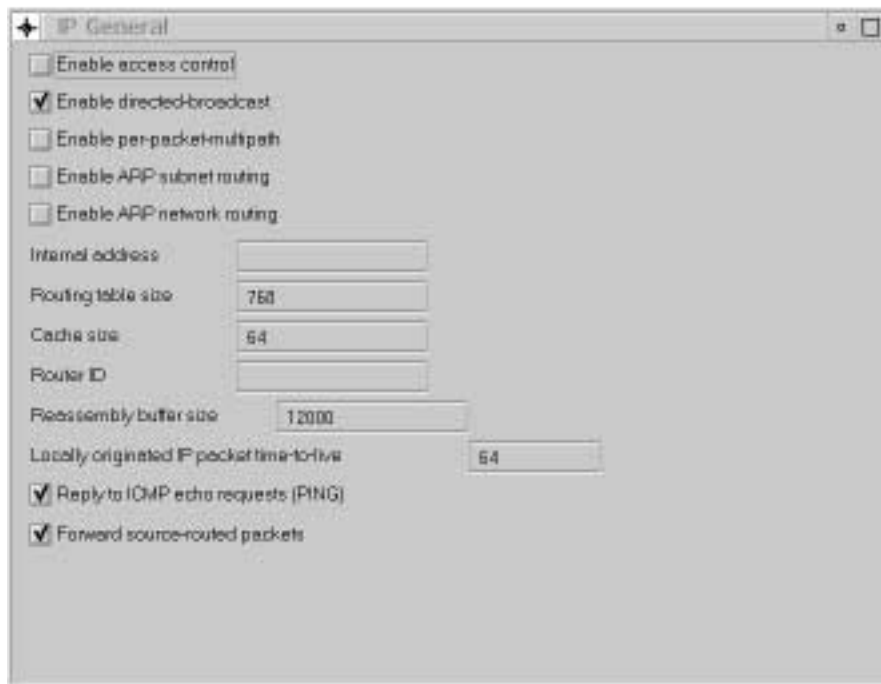 IP General
Enable access control
Enable directed-broadcast
Enable per-packet-multipath
Enable ARP subnet routing
Enable ARP network routing
Internal address
Routing table size 768
Cache size 64
Router ID
Reassembly buffer size 12000
Locally originated IP packet time-to-live 64
Reply to ICMP echo requests (PING)
Forward source-routed packets